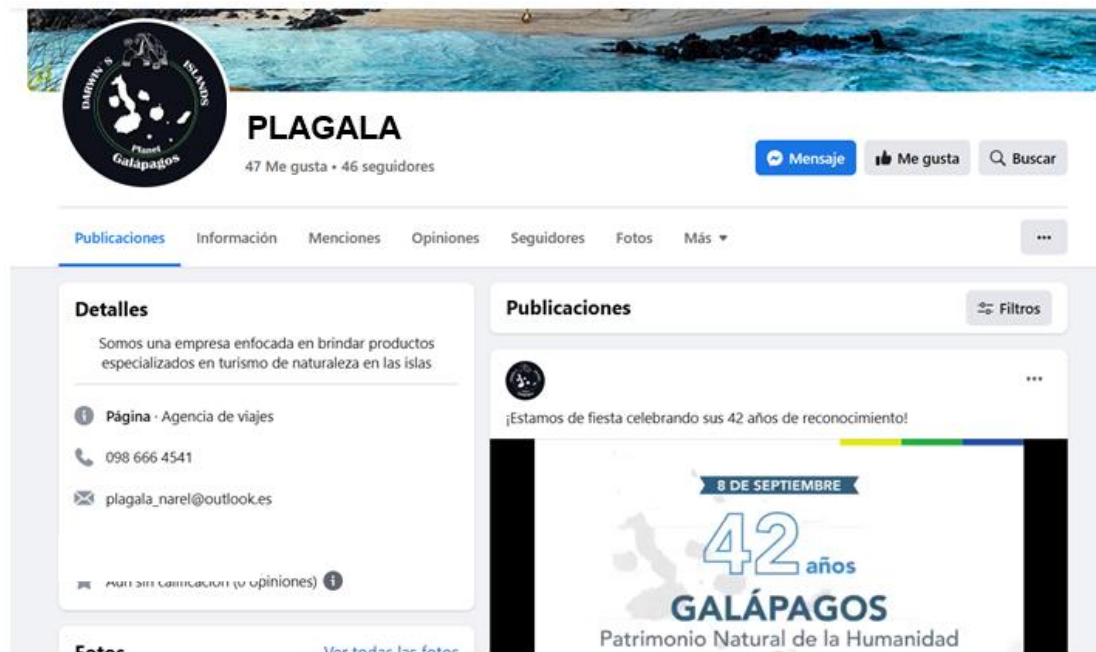 DARWIN'S ISLANDS
Planet
Galápagos
PLAGALA
47 Me gusta • 46 seguidores
Mensaje
Me gusta
Buscar
Publicaciones
Información
Menciones
Opiniones
Seguidores
Fotos
Más
Detalles
Somos una empresa enfocada en brindar productos
especializados en turismo de naturaleza en las islas
Página · Agencia de viajes
098 666 4541
plagala_narel@outlook.es
Aún sin calificación (0 opiniones)
Fotos
Ver todas las fotos
Publicaciones
Filtros
¡Estamos de fiesta celebrando sus 42 años de reconocimiento!
8 DE SEPTIEMBRE
42 años
GALÁPAGOS
Patrimonio Natural de la Humanidad